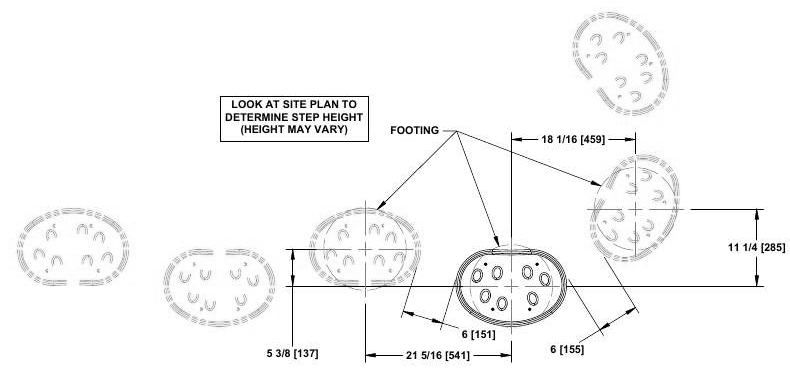 LOOK AT SITE PLAN TO
DETERMINE STEP HEIGHT
(HEIGHT MAY VARY)
FOOTING
18 1/16 [459]
11 1/4 [285]
6 [151]
6 [155]
5 3/8 [137]
21 5/16 [541]